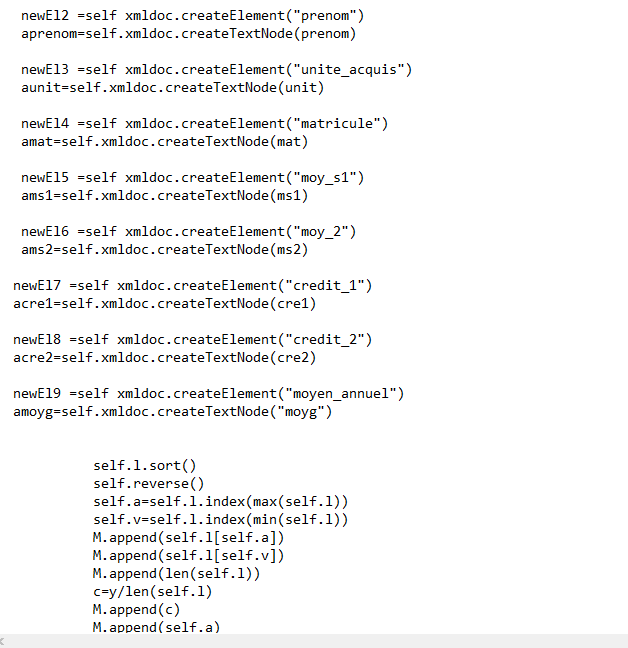 newEl2 =self xmldoc.createElement("prenom")
aprenom=self.xmldoc.createTextNode(prenom)
newEl3 =self xmldoc.createElement("unite_acquis")
aunit=self.xmldoc.createTextNode(unit)
newEl4 =self xmldoc.createElement("matricule")
amat=self.xmldoc.createTextNode(mat)
newEl5 =self xmldoc.createElement("moy_s1")
ams1=self.xmldoc.createTextNode(ms1)
newEl6 =self xmldoc.createElement("moy_2")
ams2=self.xmldoc.createTextNode(ms2)
newEl7 =self xmldoc.createElement("credit_1")
acre1=self.xmldoc.createTextNode(cre1)
newEl8 =self xmldoc.createElement("credit_2")
acre2=self.xmldoc.createTextNode(cre2)
newEl9 =self xmldoc.createElement("moyen_annuel")
amoyg=self.xmldoc.createTextNode("moyg")
self.l.sort()
self.reverse()
self.a=self.l.index(max(self.l))
self.v=self.l.index(min(self.l))
M.append(self.l[self.a])
M.append(self.l[self.v])
M.append(len(self.l))
c=y/len(self.l)
M.append(c)
M.append(self.a)